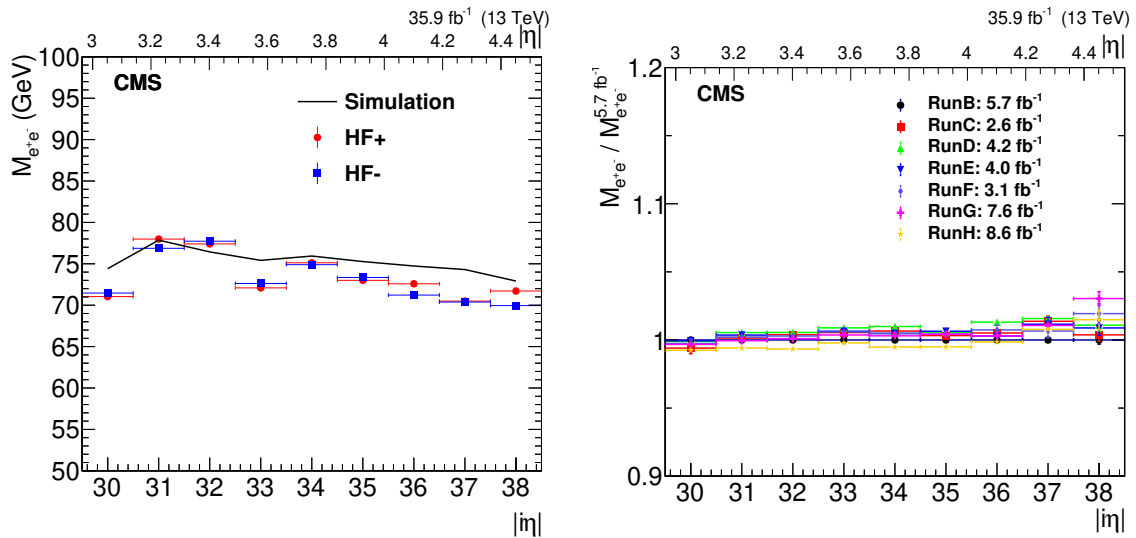 35.9 fb⁻¹ (13 TeV)
3 3.2 3.4 3.6 3.8 4 4.2 4.4 |η|
CMS
Simulation
HF+
HF-
M e⁺e⁻ (GeV)
100
95
90
85
80
75
70
65
60
55
50
30 31 32 33 34 35 36 37 38
|iη|
35.9 fb⁻¹ (13 TeV)
3 3.2 3.4 3.6 3.8 4 4.2 4.4 |η|
CMS
RunB: 5.7 fb⁻¹
RunC: 2.6 fb⁻¹
RunD: 4.2 fb⁻¹
RunE: 4.0 fb⁻¹
RunF: 3.1 fb⁻¹
RunG: 7.6 fb⁻¹
RunH: 8.6 fb⁻¹
M e⁺e⁻ / M e⁺e⁻ 5.7 fb⁻¹
1.2
1.1
1
0.9
30 31 32 33 34 35 36 37 38
|iη|